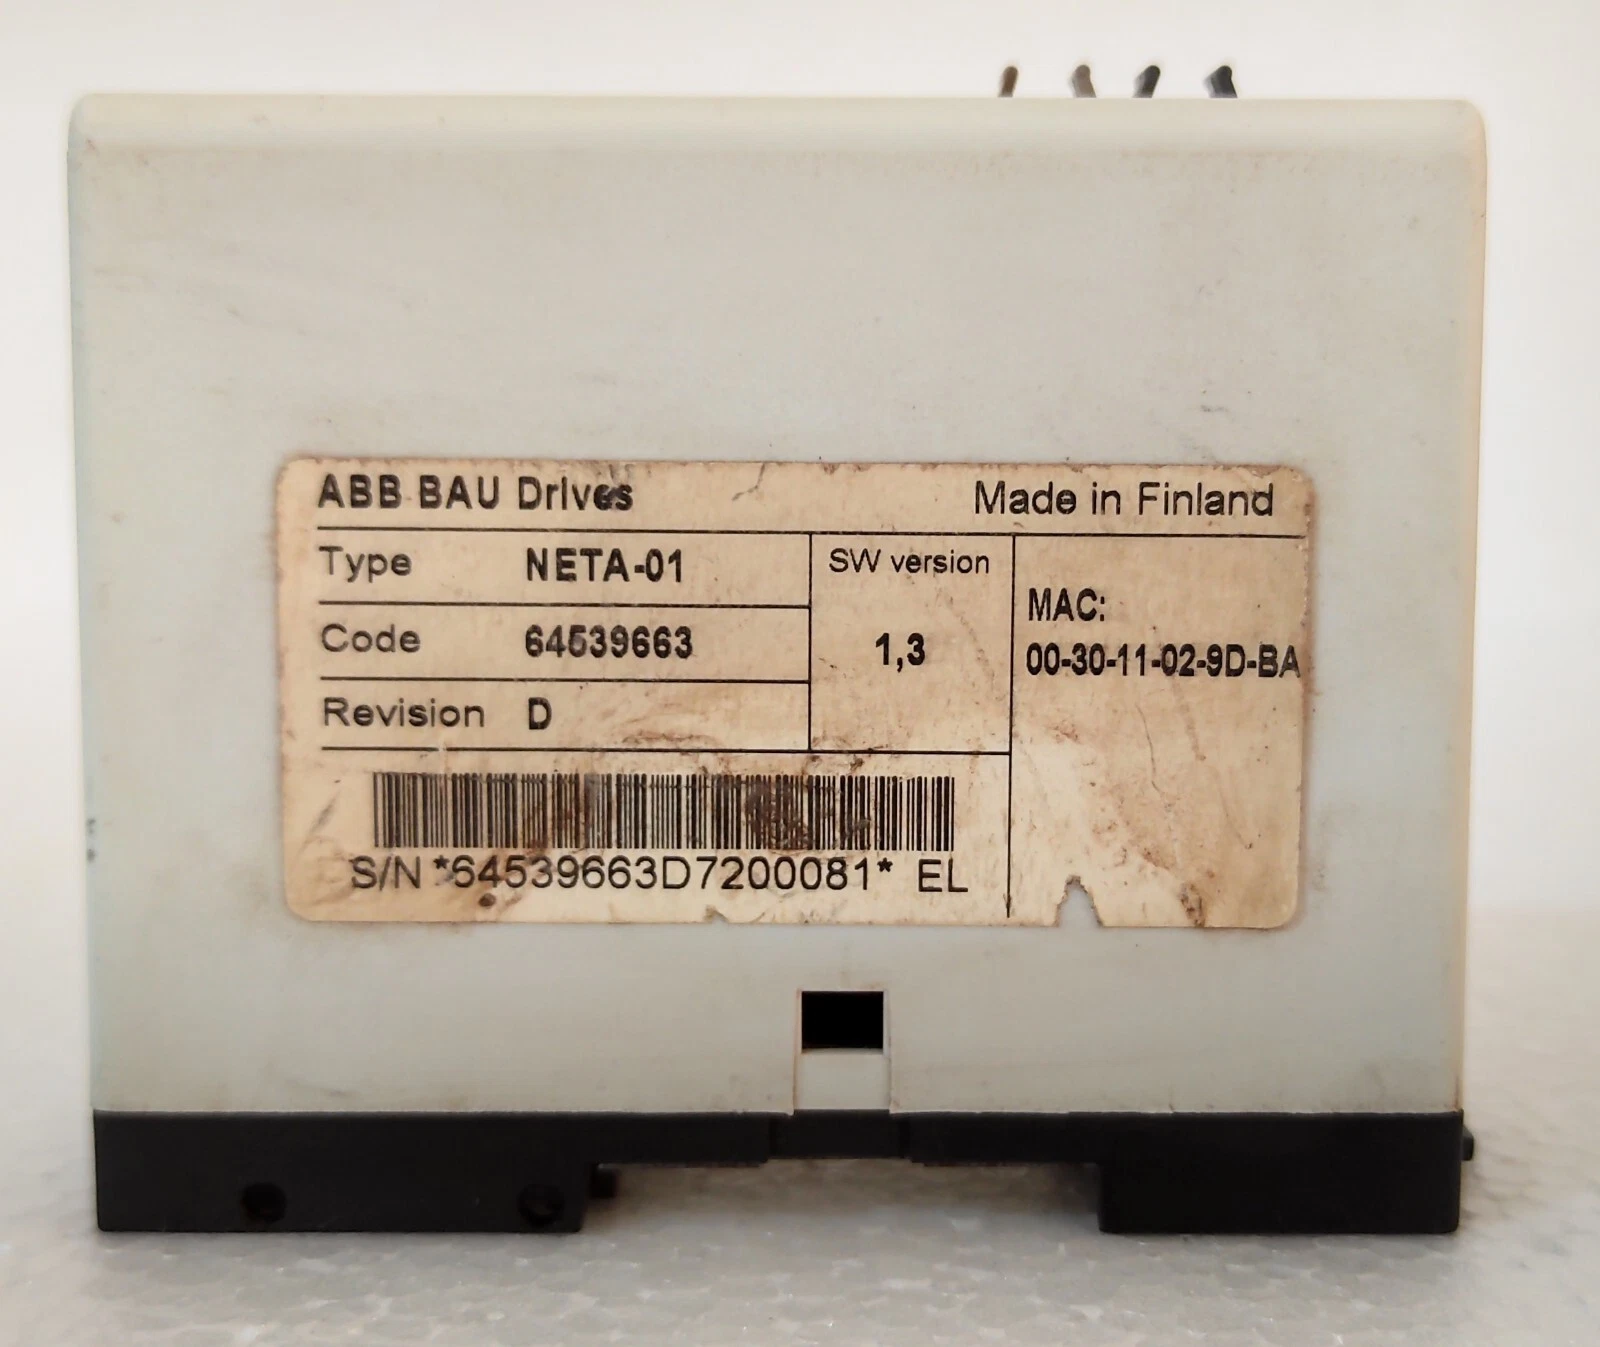 ABB BAU Drives
Made in Finland
Type NETA-01
SW version
MAC:
Code 64539663
1,3
00-30-11-02-9D-BA
Revision D
S/N *64539663D7200081* EL